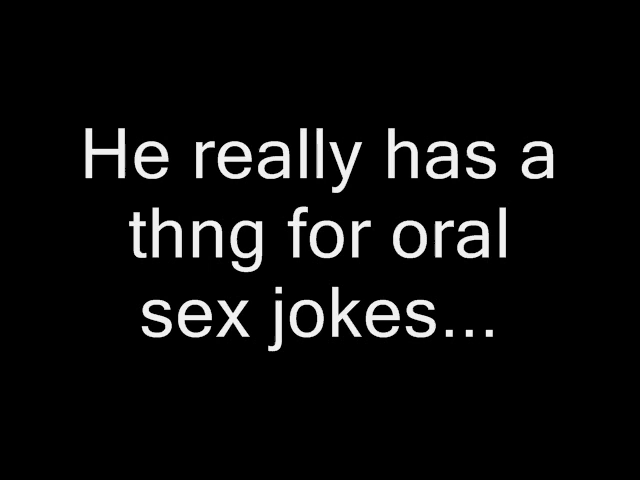 He really has a
thng for oral
sex jokes...